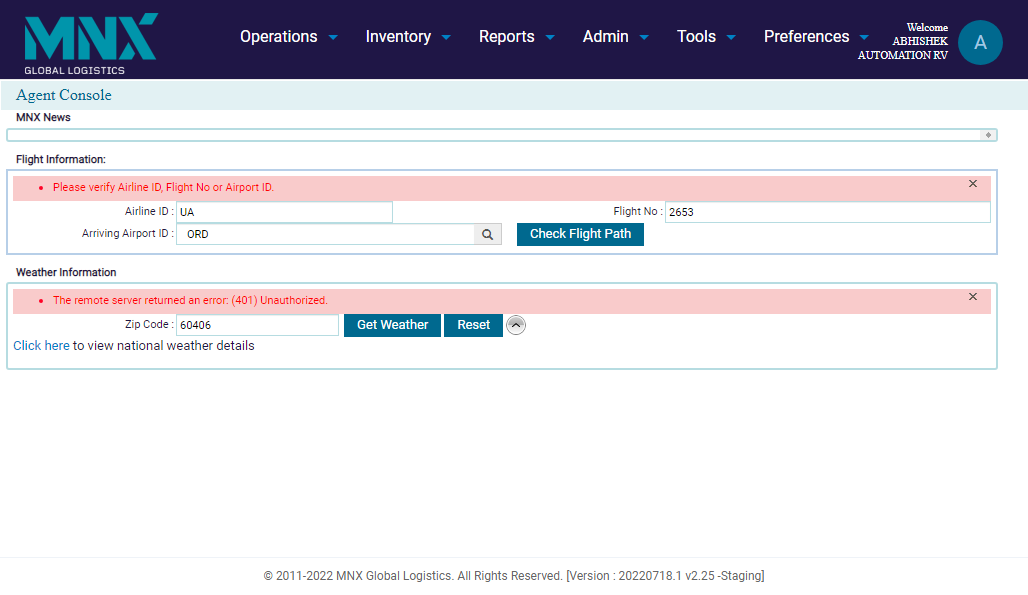 MNX
GLOBAL LOGISTICS
Operations Inventory Reports Admin Tools Preferences
Welcome
ABHISHEK
AUTOMATION RV
A
Agent Console
MNX News
Flight Information:
• Please verify Airline ID, Flight No or Airport ID.
Airline ID : UA Flight No : 2653
Arriving Airport ID : ORD Check Flight Path
Weather Information
• The remote server returned an error: (401) Unauthorized.
Zip Code : 60406 Get Weather Reset
Click here to view national weather details
© 2011-2022 MNX Global Logistics. All Rights Reserved. [Version : 20220718.1 v2.25 -Staging]